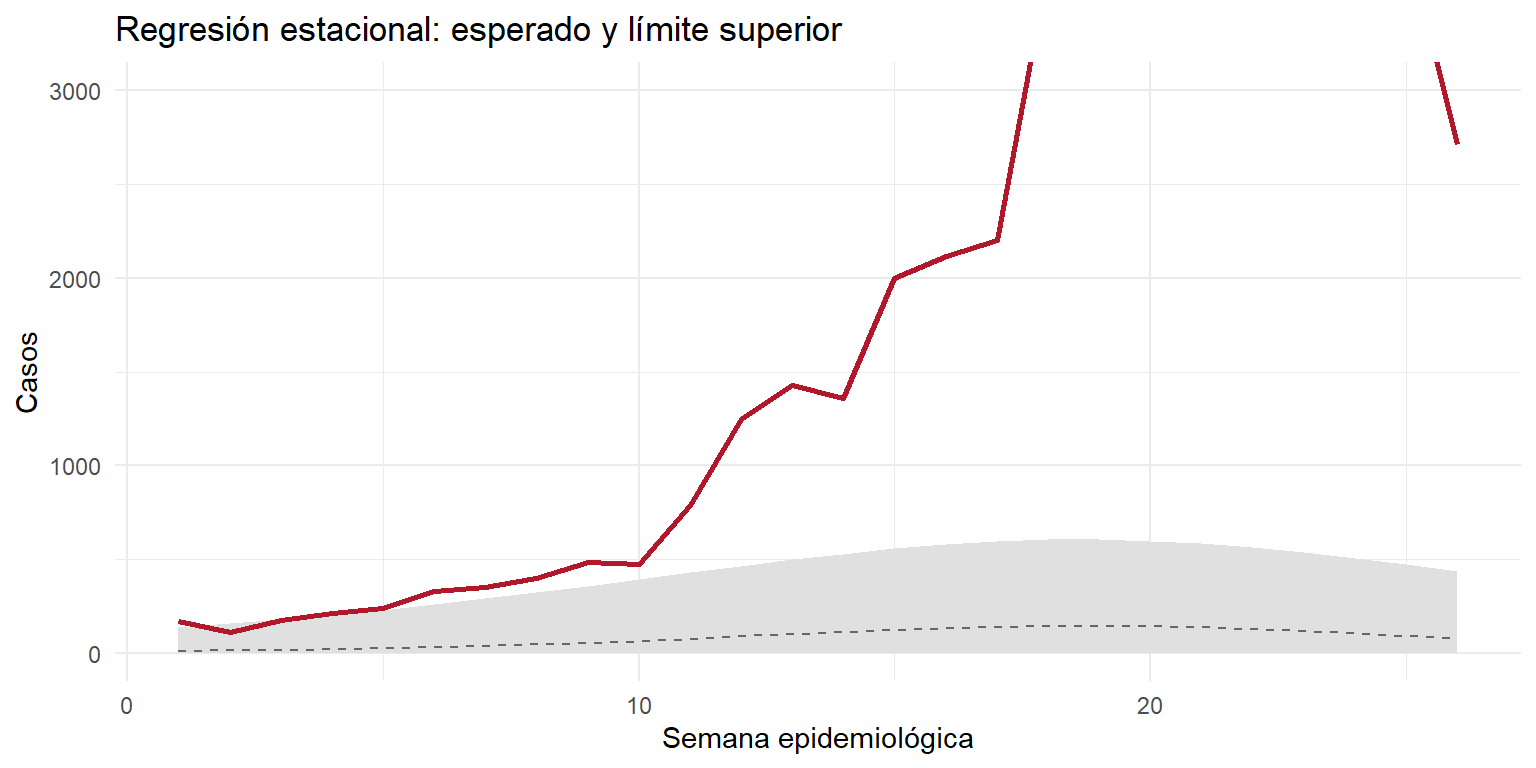 Regresión estacional: esperado y límite superior
3000
2000
1000
0
Casos
0 10 20
Semana epidemiológica